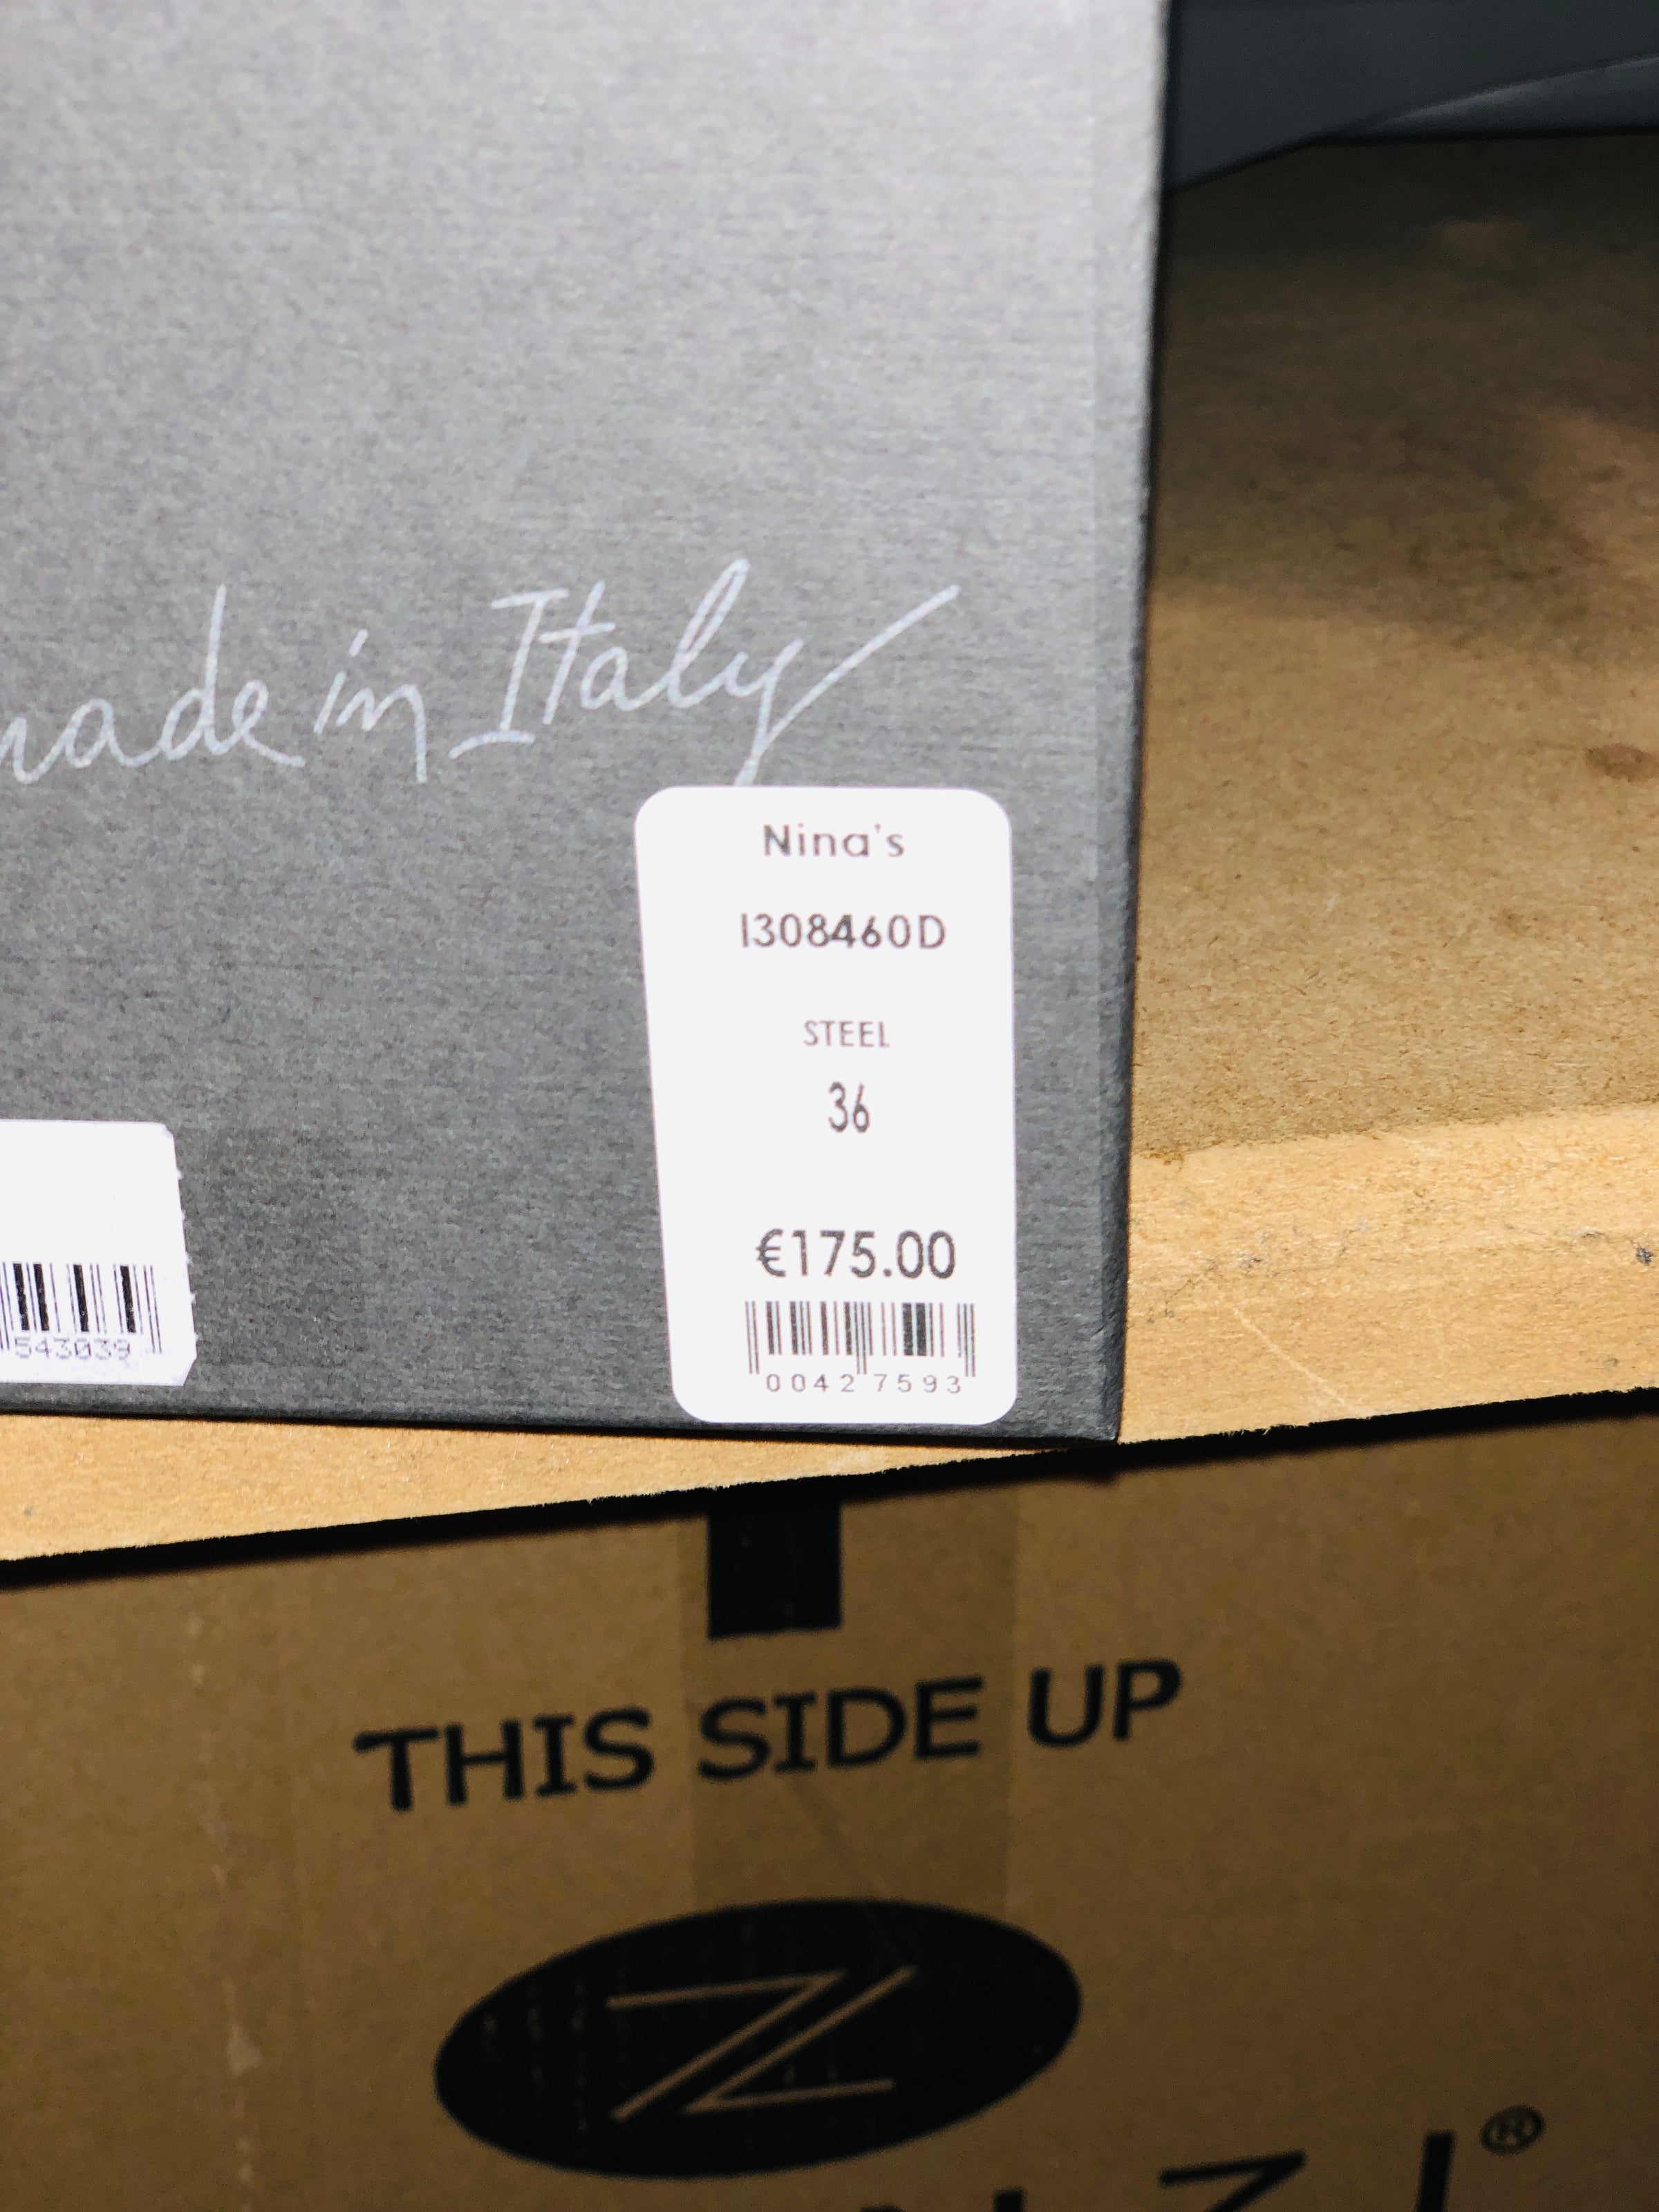 made in Italy
Nina's
I308460D
STEEL
36
€175.00
00427593
543039
THIS SIDE UP
Z